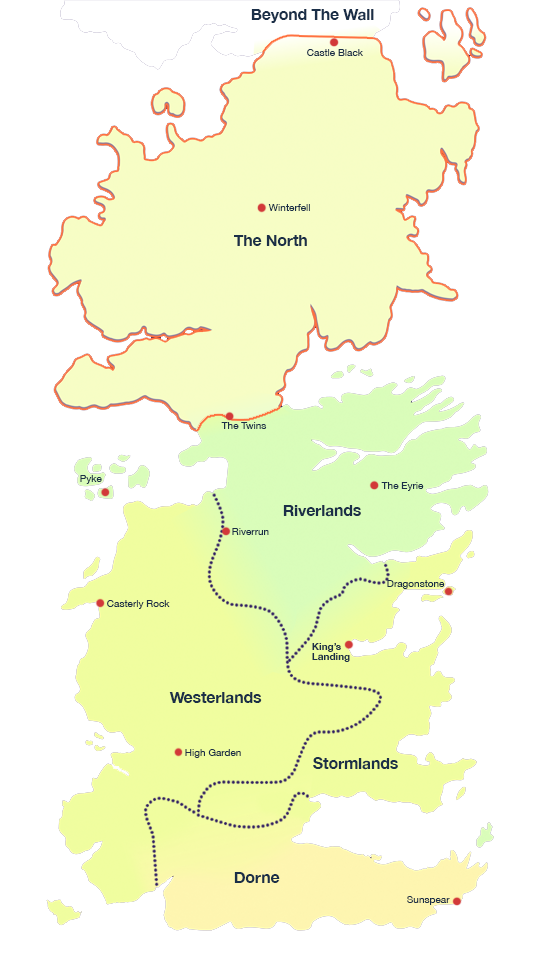 Beyond The Wall
Castle Black
Winterfell
The North
The Twins
Pyke
The Eyrie
Riverlands
Riverrun
Dragonstone
Casterly Rock
King's
Landing
Westerlands
High Garden
Stormlands
Dorne
Sunspear